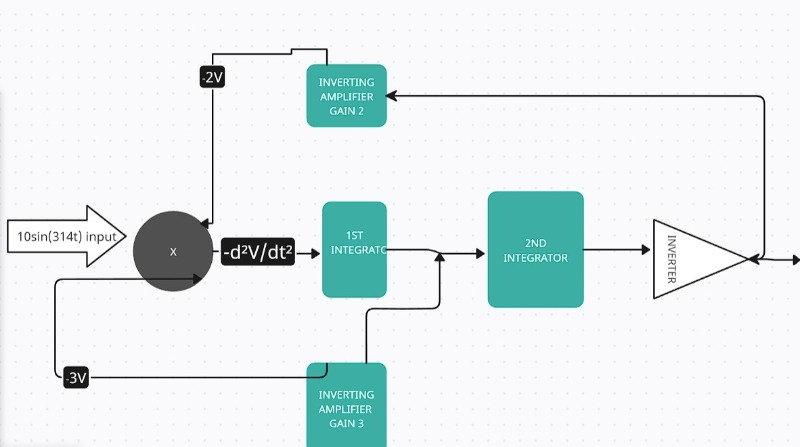 -2V
INVERTING
AMPLIFIER
GAIN 2
10sin(314t) input
X
-d²V/dt²
1ST
INTEGRATC
2ND
INTEGRATOR
INVERTER
-3V
INVERTING
AMPLIFIER
GAIN 3